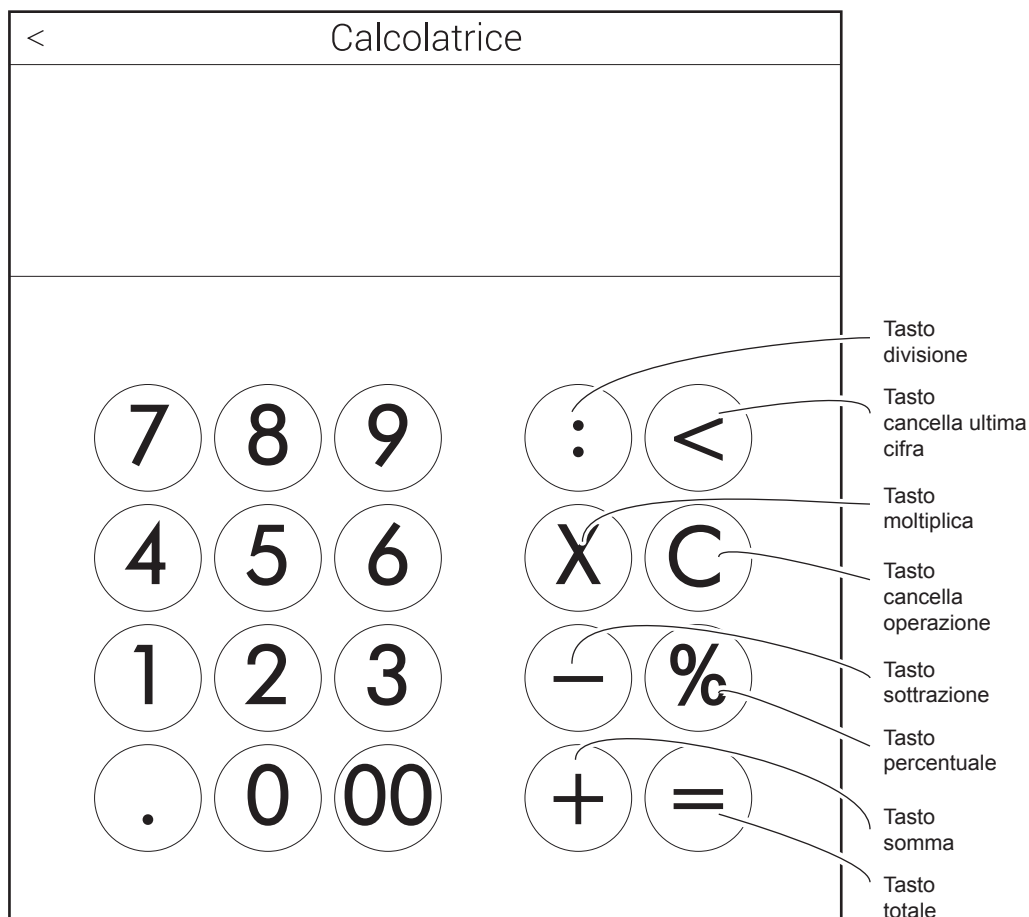 < Calcolatrice
7 8 9 : <
4 5 6 X C
1 2 3 − %
. 0 00 + =
Tasto
divisione
Tasto
cancella ultima
cifra
Tasto
moltiplica
Tasto
cancella
operazione
Tasto
sottrazione
Tasto
percentuale
Tasto
somma
Tasto
totale